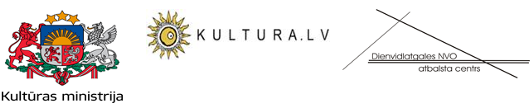 Kultūras ministrija
KULTURA.LV
Dienvidlatgales NVO
atbalsta centrs